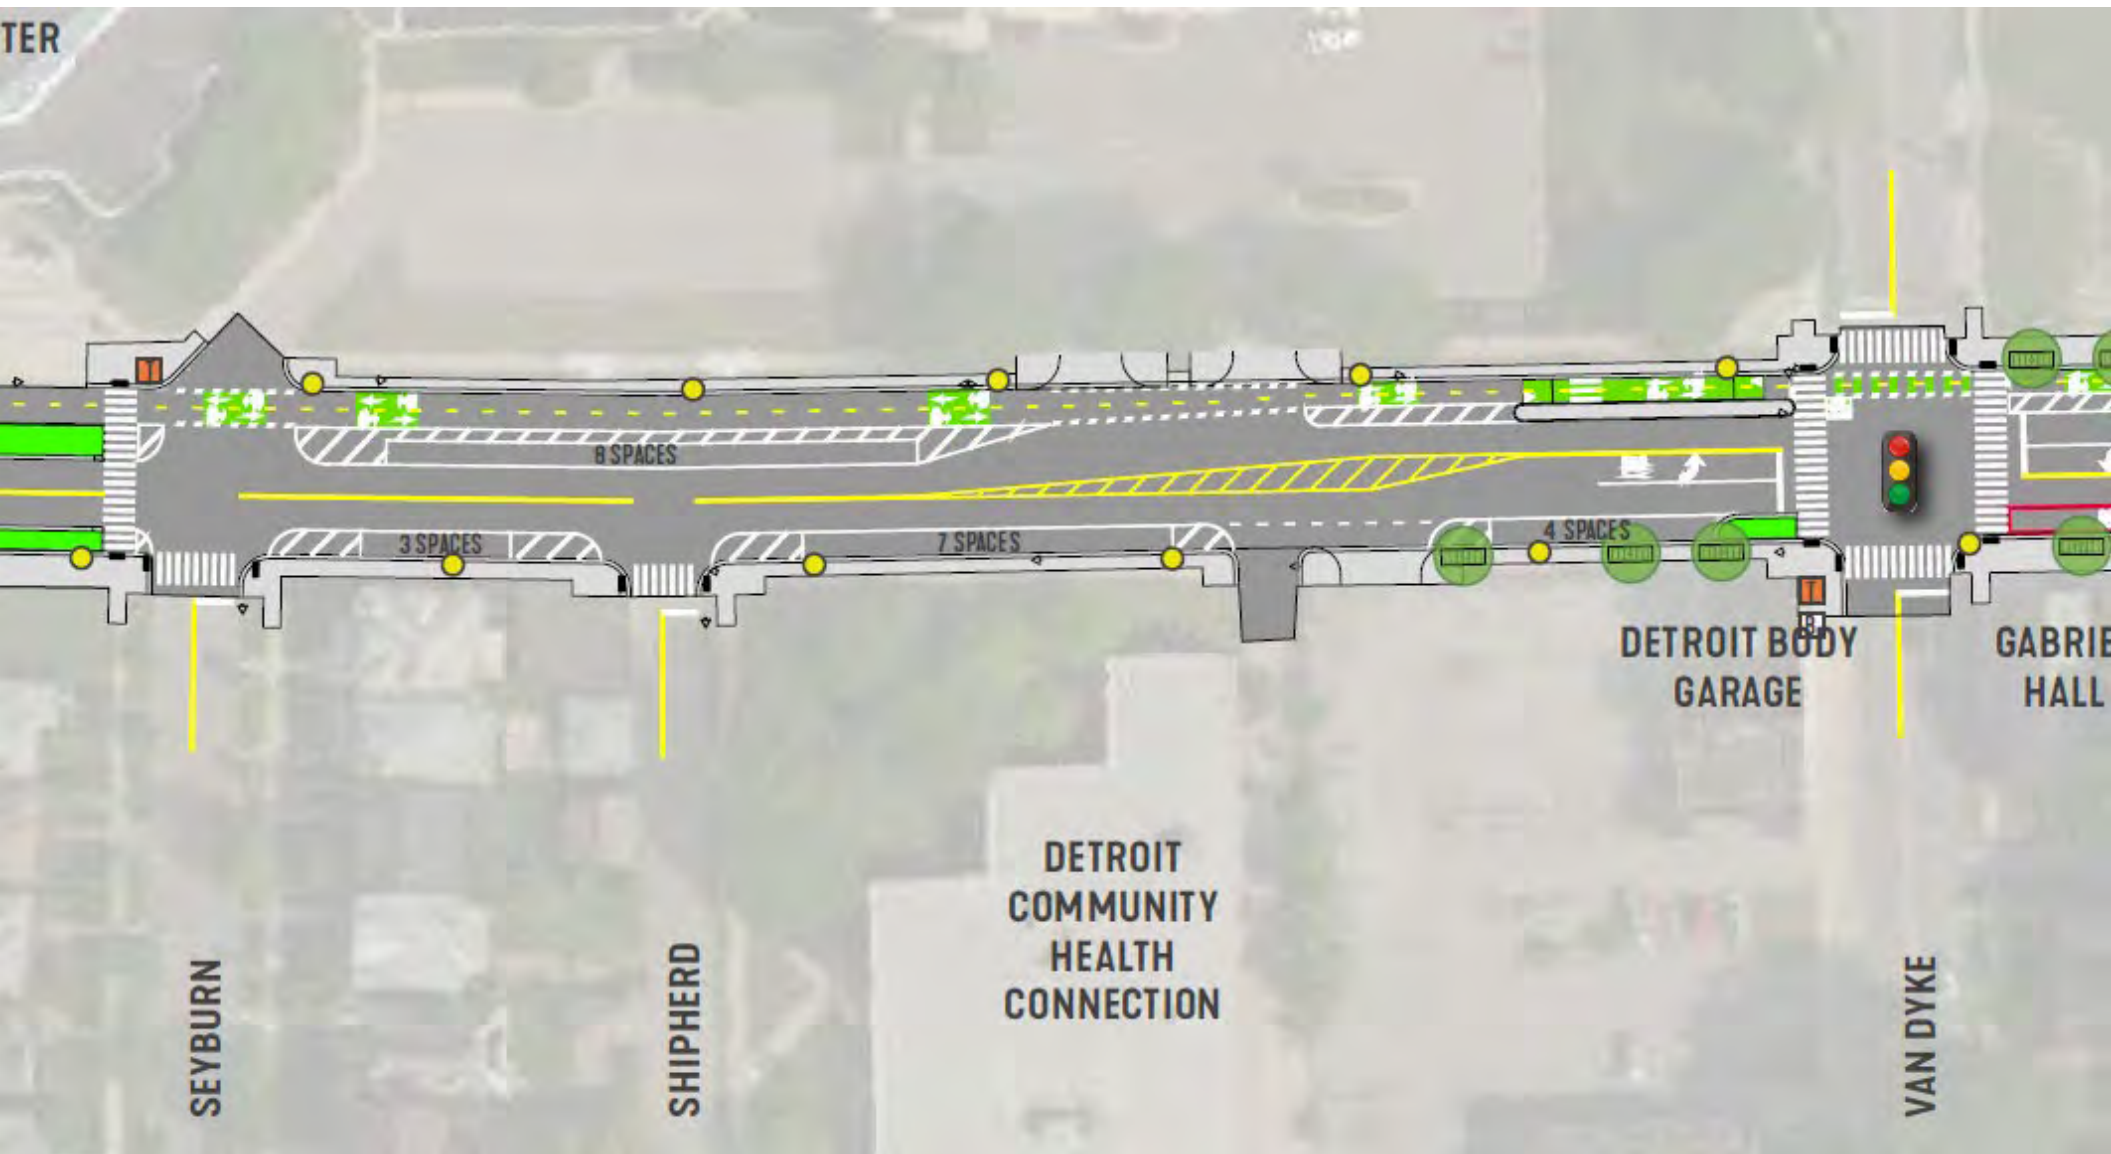 TER
T
8 SPACES
3 SPACES
7 SPACES
4 SPACES
T
B
DETROIT BODY
GARAGE
GABRIE
HALL
DETROIT
COMMUNITY
HEALTH
CONNECTION
SEYBURN
SHIPHERD
VAN DYKE